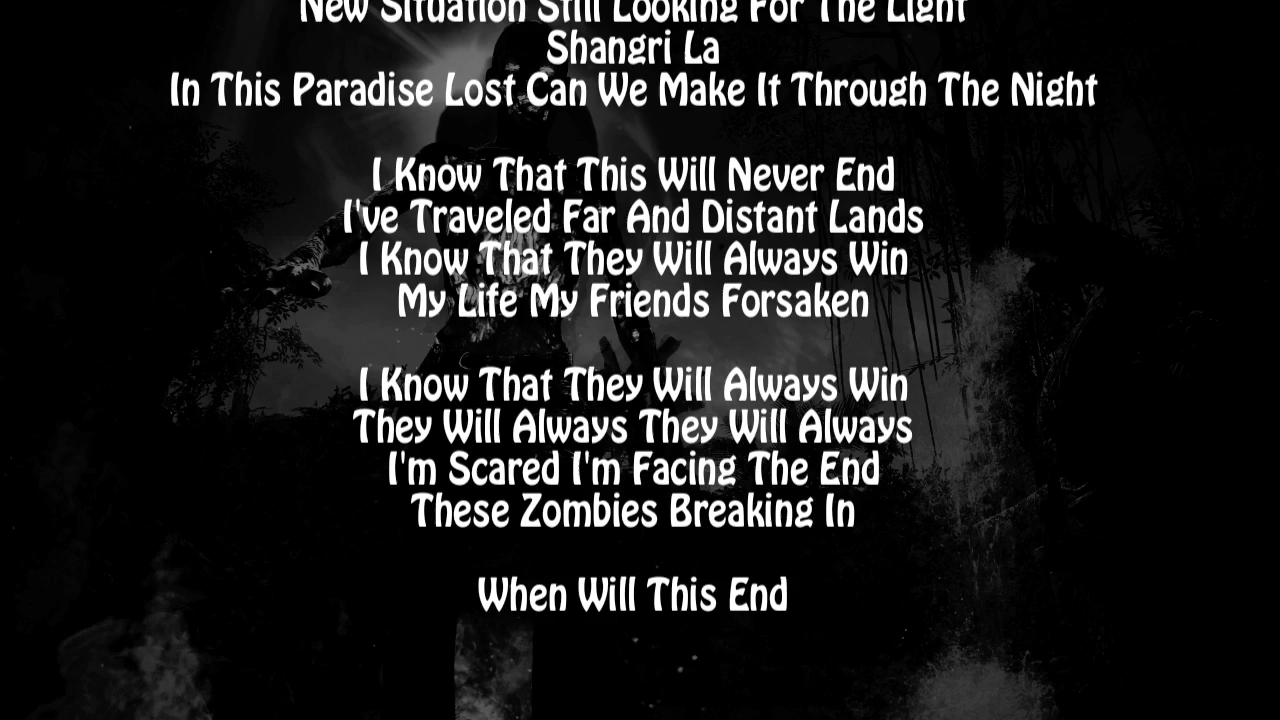 New Situation Still Looking For The Light
Shangri La
In This Paradise Lost Can We Make It Through The Night
I Know That This Will Never End
I've Traveled Far And Distant Lands
I Know That They Will Always Win
My Life My Friends Forsaken
I Know That They Will Always Win
They Will Always They Will Always
I'm Scared I'm Facing The End
These Zombies Breaking In
When Will This End